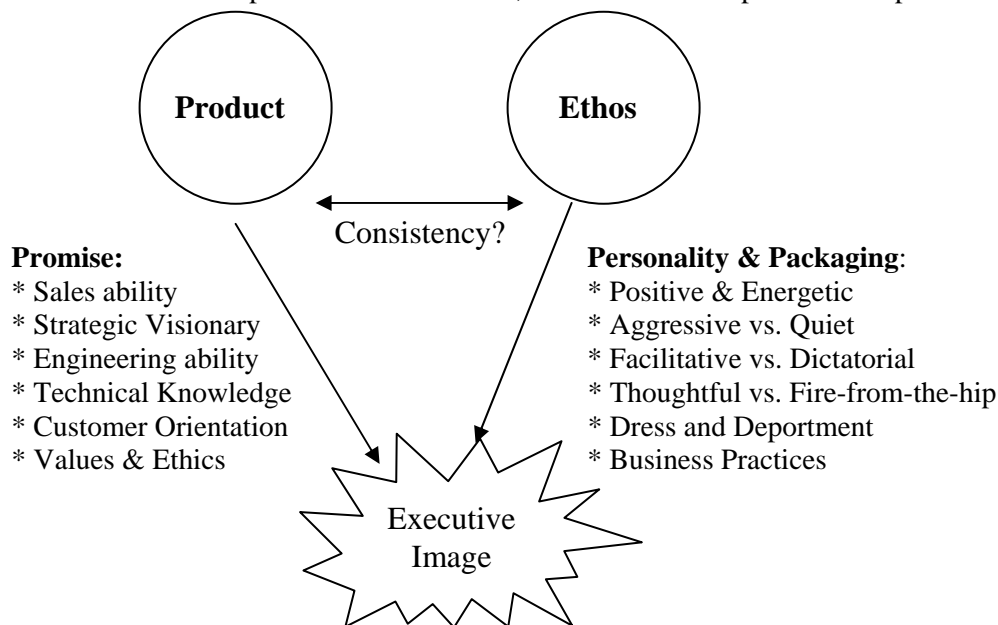 Product
Ethos
Consistency?
Promise:
* Sales ability
* Strategic Visionary
* Engineering ability
* Technical Knowledge
* Customer Orientation
* Values & Ethics
Personality & Packaging:
* Positive & Energetic
* Aggressive vs. Quiet
* Facilitative vs. Dictatorial
* Thoughtful vs. Fire-from-the-hip
* Dress and Deportment
* Business Practices
Executive
Image